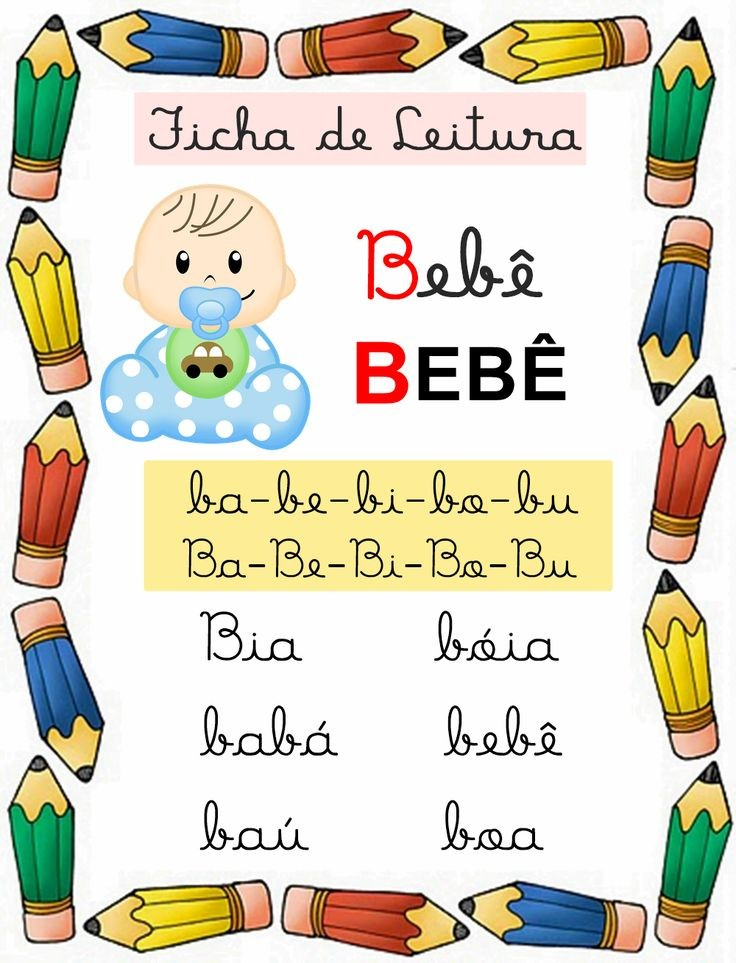 Ficha de Leitura
Bebê
BEBÊ
ba-be-bi-bo-bu
Ba-Be-Bi-Bo-Bu
Bia bóia
babá bebê
baú boa